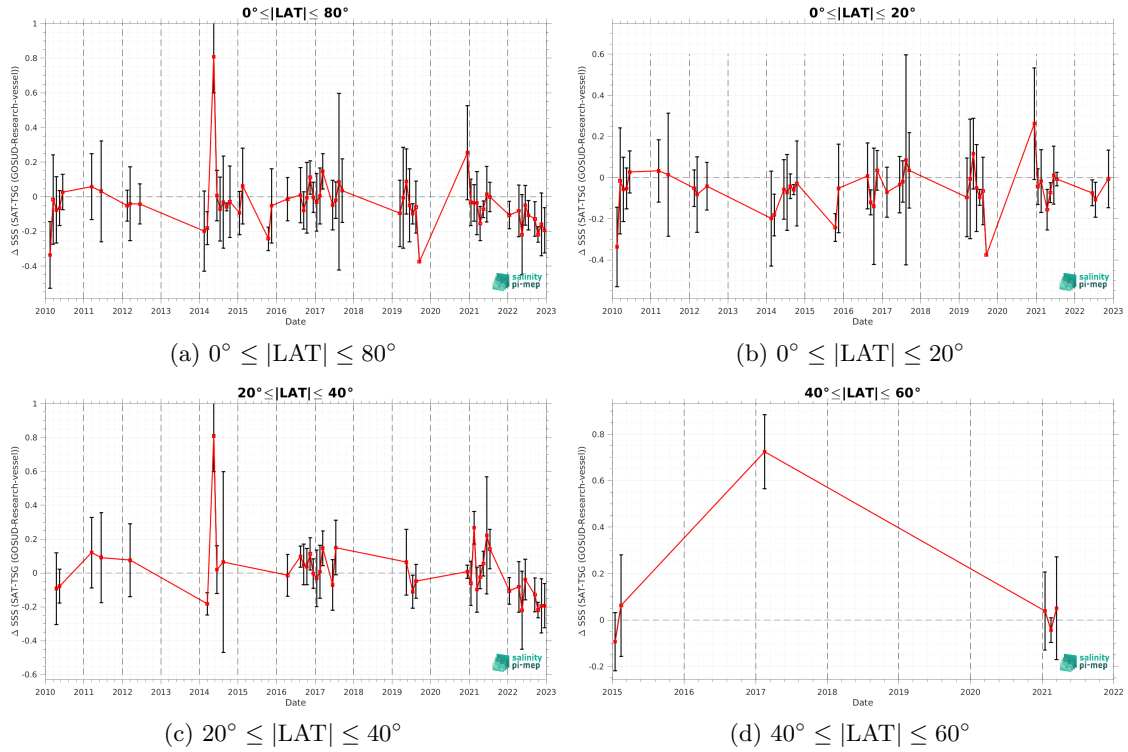 0°≤|LAT|≤ 80°
Δ SSS (SAT-TSG (GOSUD-Research-vessel))
1
0.8
0.6
0.4
0.2
0
-0.2
-0.4
2010 2011 2012 2013 2014 2015 2016 2017 2018 2019 2020 2021 2022 2023
Date
salinity
pi-mep
(a) 0° ≤ |LAT| ≤ 80°
0°≤|LAT|≤ 20°
Δ SSS (SAT-TSG (GOSUD-Research-vessel))
0.6
0.4
0.2
0
-0.2
-0.4
2010 2011 2012 2013 2014 2015 2016 2017 2018 2019 2020 2021 2022 2023
Date
salinity
pi-mep
(b) 0° ≤ |LAT| ≤ 20°
20°≤|LAT|≤ 40°
Δ SSS (SAT-TSG (GOSUD-Research-vessel))
1
0.8
0.6
0.4
0.2
0
-0.2
-0.4
-0.6
2010 2011 2012 2013 2014 2015 2016 2017 2018 2019 2020 2021 2022 2023
Date
salinity
pi-mep
(c) 20° ≤ |LAT| ≤ 40°
40°≤|LAT|≤ 60°
Δ SSS (SAT-TSG (GOSUD-Research-vessel))
0.8
0.6
0.4
0.2
0
-0.2
2015 2016 2017 2018 2019 2020 2021 2022
Date
salinity
pi-mep
(d) 40° ≤ |LAT| ≤ 60°